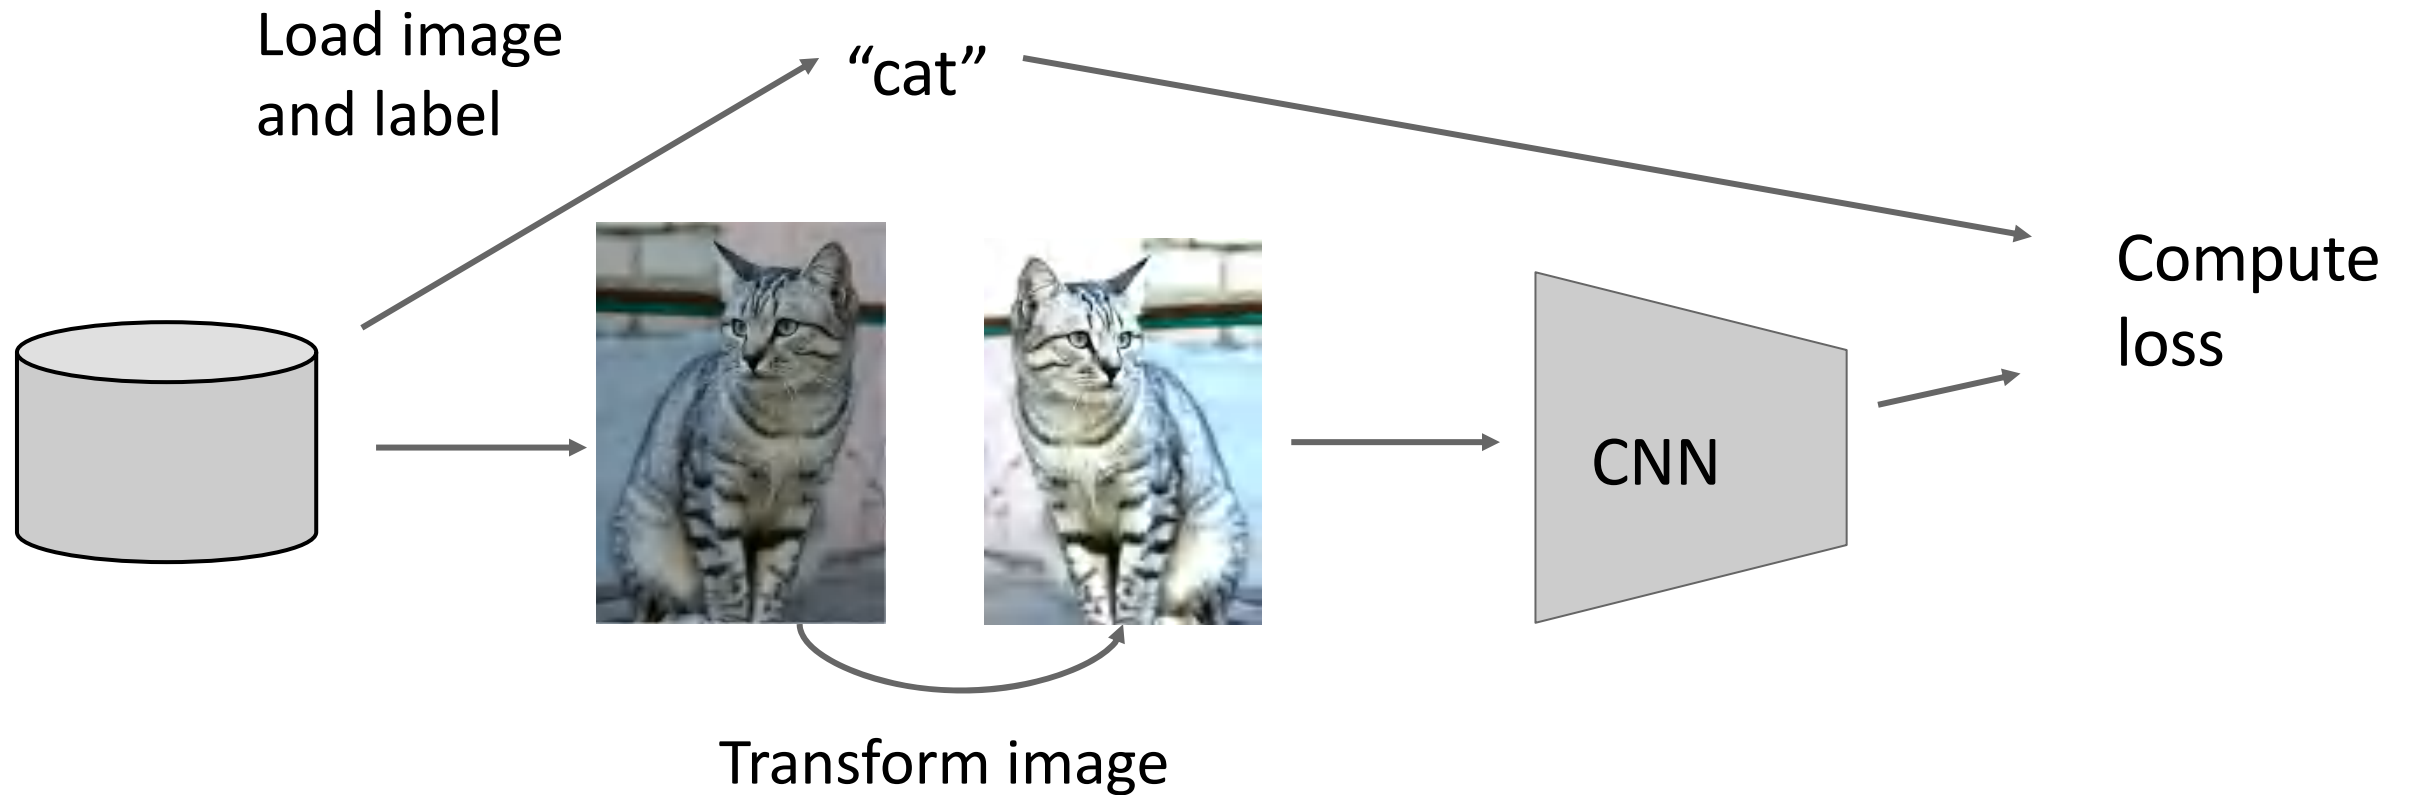 Load image
and label
“cat”
Compute
loss
CNN
Transform image